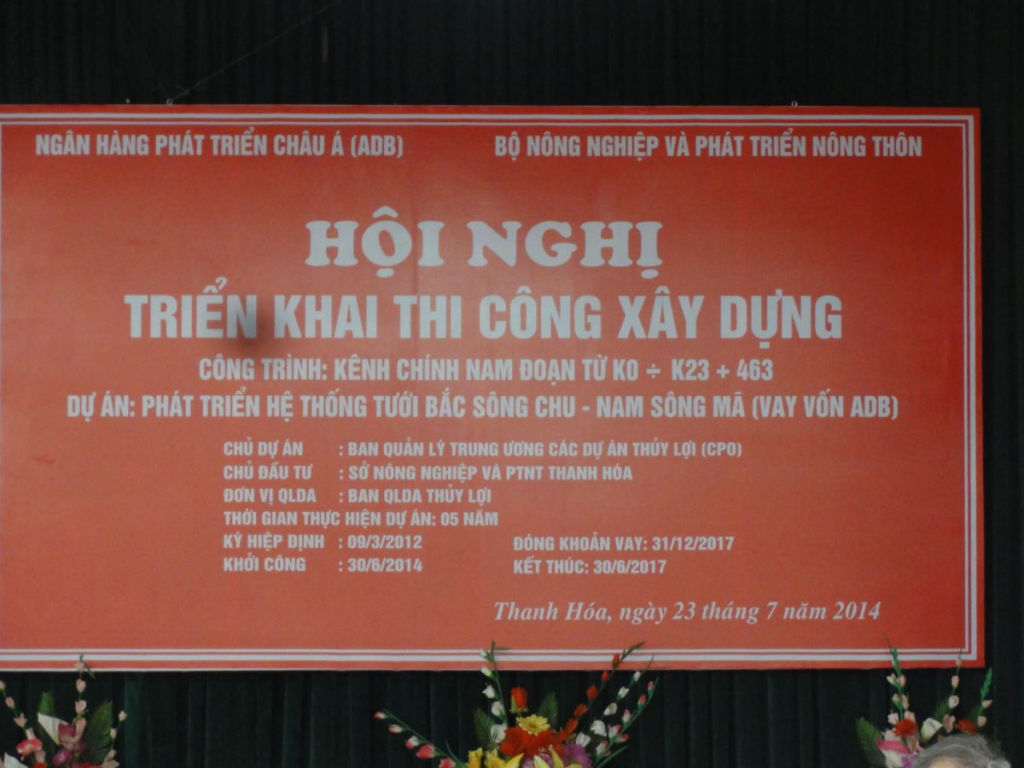 NGÂN HÀNG PHÁT TRIỂN CHÂU Á (ADB)
BỘ NÔNG NGHIỆP VÀ PHÁT TRIỂN NÔNG THÔN
HỘI NGHỊ
TRIỂN KHAI THI CÔNG XÂY DỰNG
CÔNG TRÌNH: KÊNH CHÍNH NAM ĐOẠN TỪ K0 ÷ K23 + 463
DỰ ÁN: PHÁT TRIỂN HỆ THỐNG TƯỚI BẮC SÔNG CHU - NAM SÔNG MÃ (VAY VỐN ADB)
CHỦ DỰ ÁN : BAN QUẢN LÝ TRUNG ƯƠNG CÁC DỰ ÁN THỦY LỢI (CPO)
CHỦ ĐẦU TƯ : SỞ NÔNG NGHIỆP VÀ PTNT THANH HÓA
ĐƠN VỊ QLDA : BAN QLDA THỦY LỢI
THỜI GIAN THỰC HIỆN DỰ ÁN: 05 NĂM
KÝ HIỆP ĐỊNH : 09/3/2012 ĐÓNG KHOẢN VAY: 31/12/2017
KHỞI CÔNG : 30/6/2014 KẾT THÚC: 30/6/2017
Thanh Hóa, ngày 23 tháng 7 năm 2014